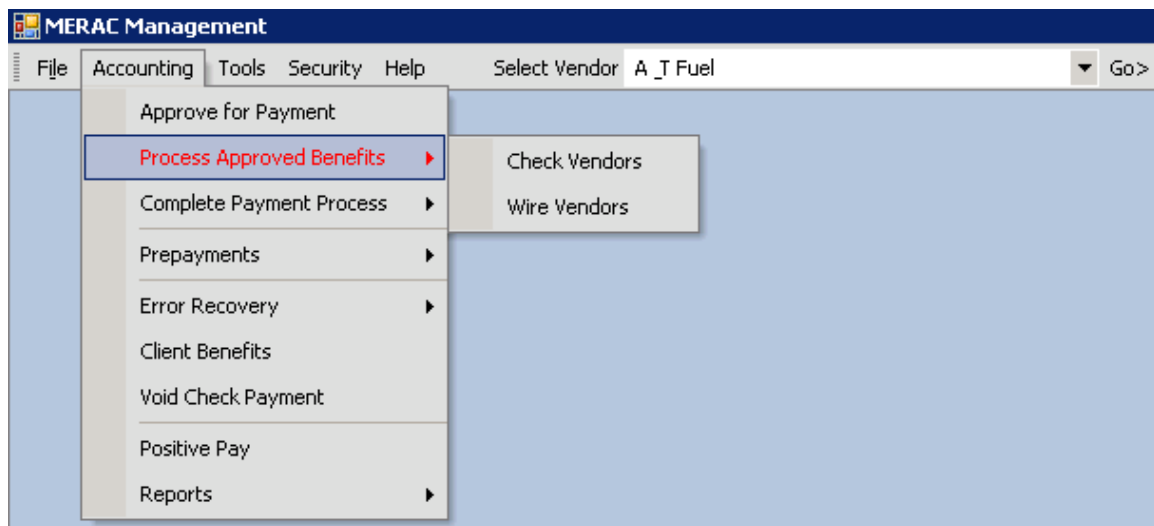 MERAC Management
File Accounting Tools Security Help Select Vendor A _T Fuel Go>
Approve for Payment
Process Approved Benefits
Check Vendors
Wire Vendors
Complete Payment Process
Prepayments
Error Recovery
Client Benefits
Void Check Payment
Positive Pay
Reports